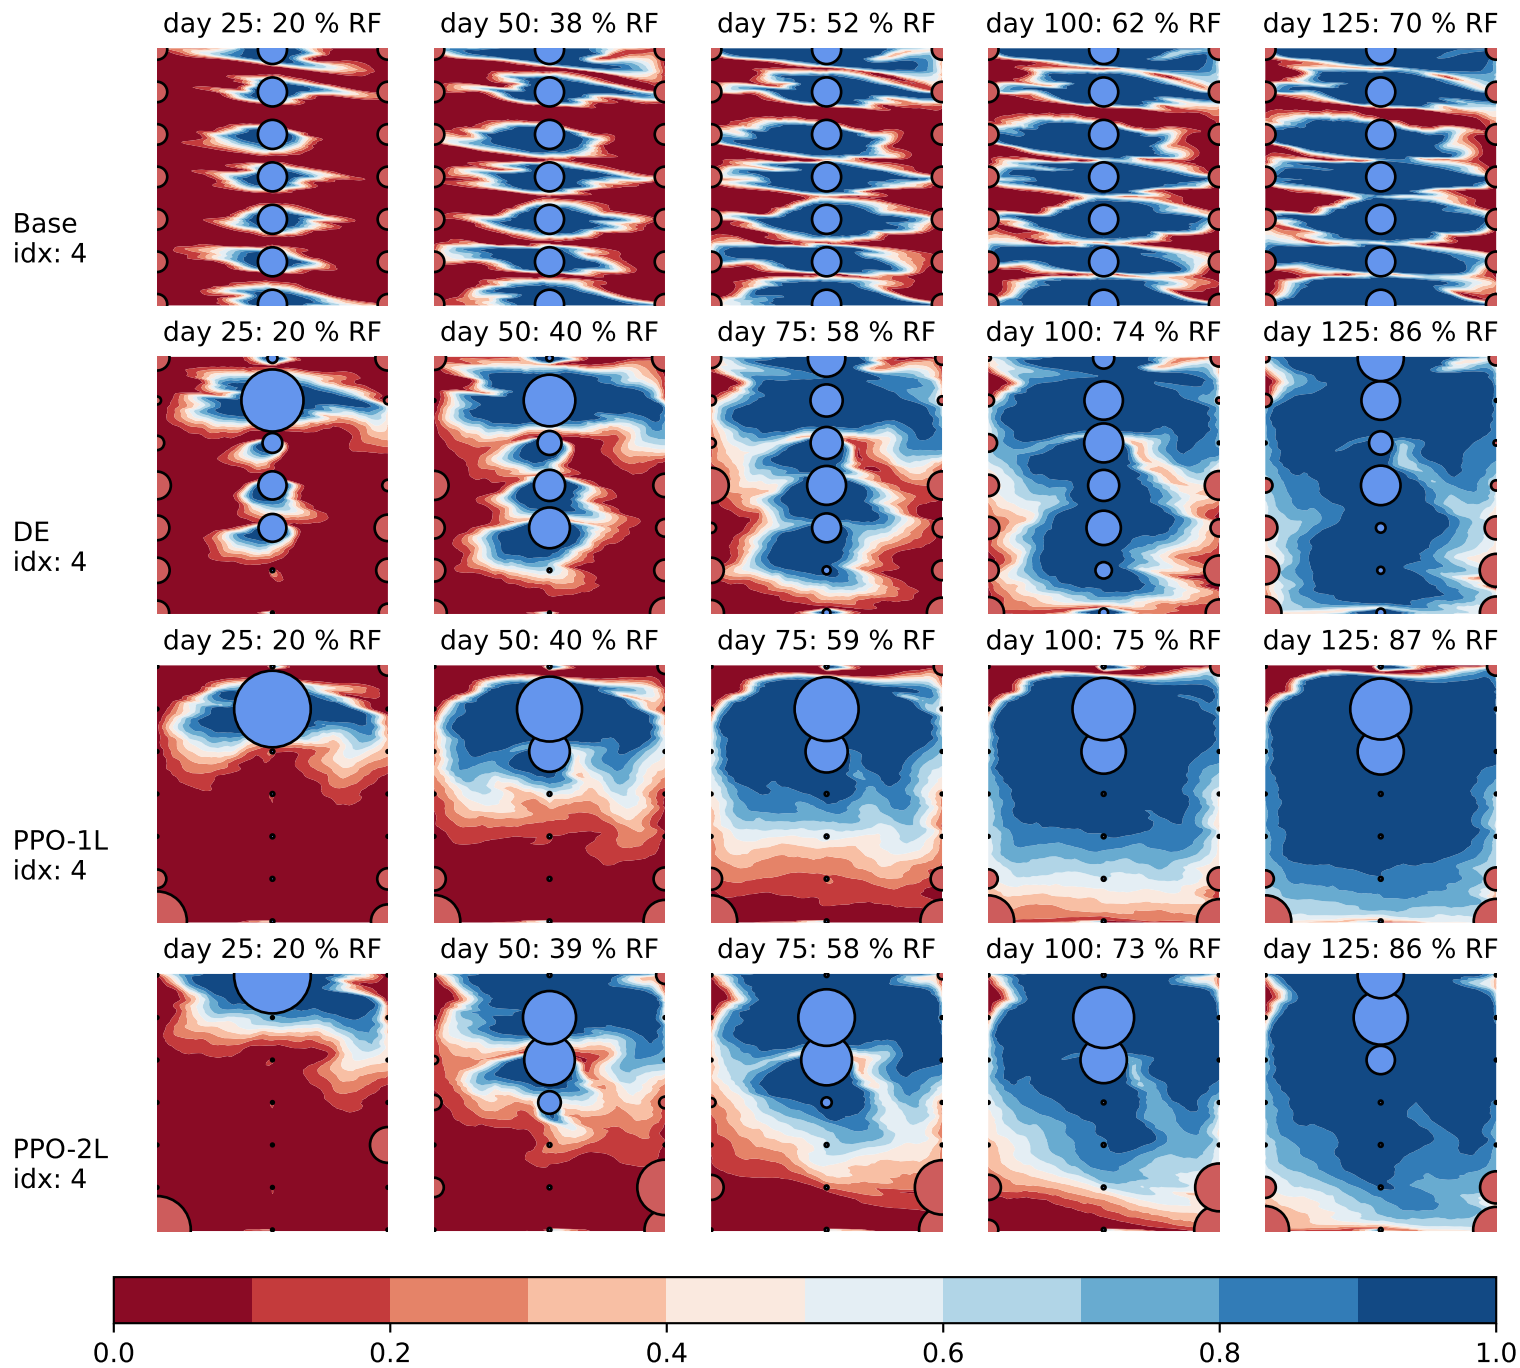 day 25: 20 % RF
day 50: 38 % RF
day 75: 52 % RF
day 100: 62 % RF
day 125: 70 % RF
Base
idx: 4
day 25: 20 % RF
day 50: 40 % RF
day 75: 58 % RF
day 100: 74 % RF
day 125: 86 % RF
DE
idx: 4
day 25: 20 % RF
day 50: 40 % RF
day 75: 59 % RF
day 100: 75 % RF
day 125: 87 % RF
PPO-1L
idx: 4
day 25: 20 % RF
day 50: 39 % RF
day 75: 58 % RF
day 100: 73 % RF
day 125: 86 % RF
PPO-2L
idx: 4
0.0
0.2
0.4
0.6
0.8
1.0